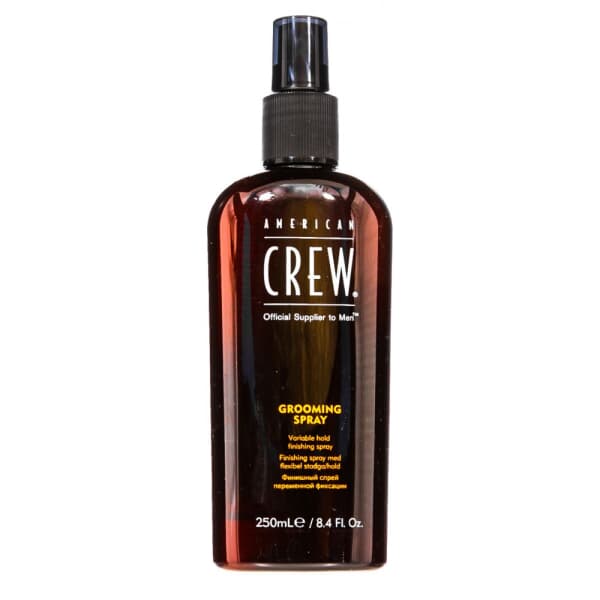 AMERICAN
CREW®
Official Supplier to Men™
GROOMING
SPRAY
Variable hold
finishing spray
Finishing spray med
flexibel stadga/hold
Финишный спрей
переменной фиксации
250mL℮ / 8.4 Fl. Oz.